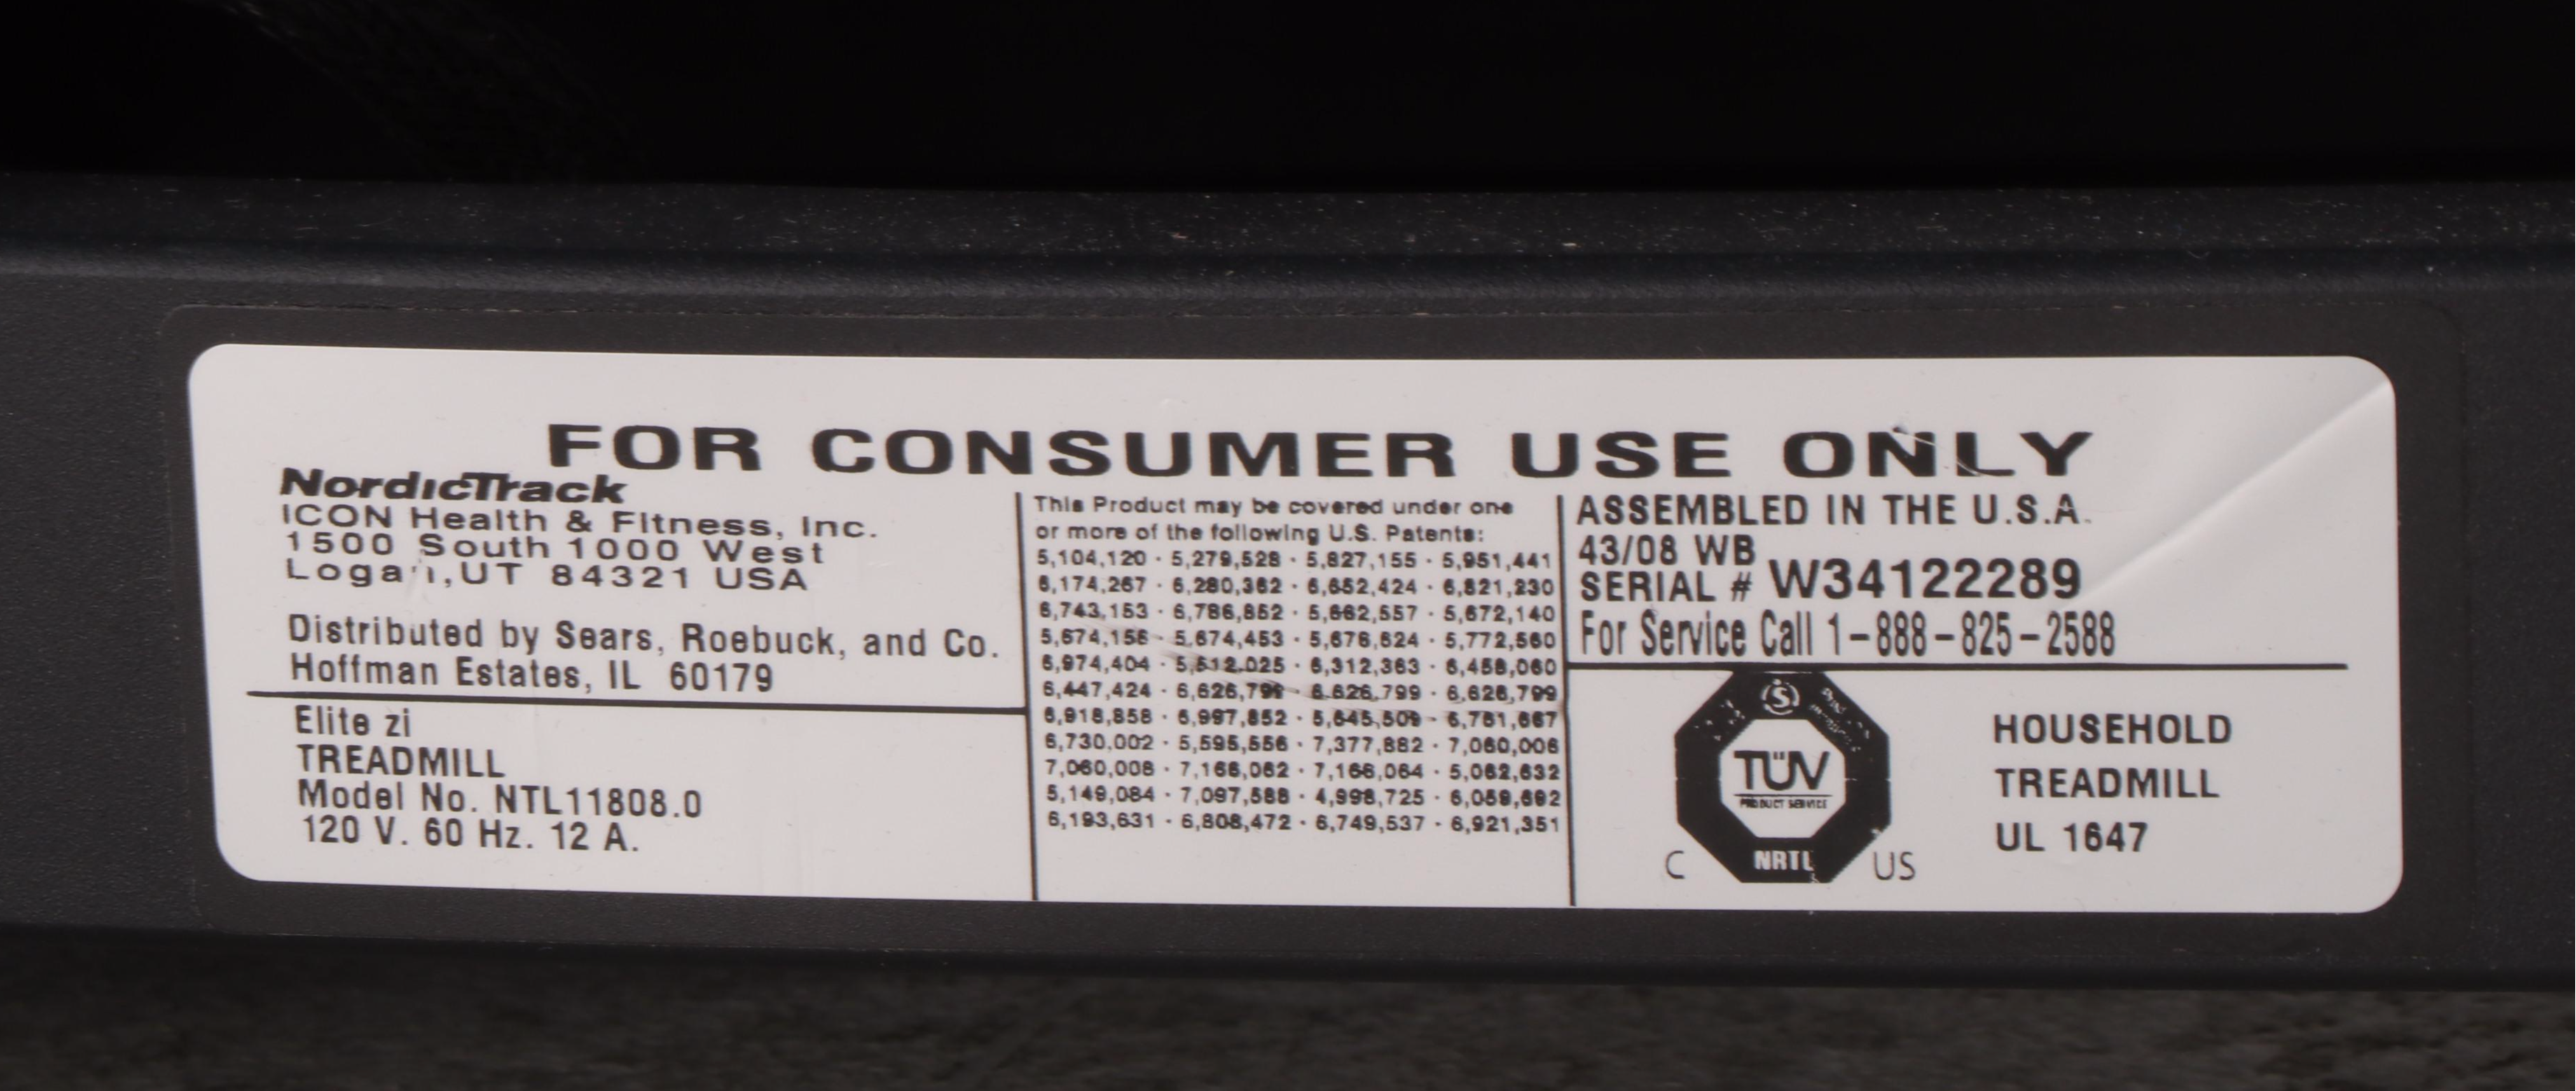 FOR CONSUMER USE ONLY
NordicTrack
ICON Health & Fitness, Inc.
1500 South 1000 West
Logan, UT 84321 USA
Distributed by Sears, Roebuck, and Co.
Hoffman Estates, IL 60179
Elite zi
TREADMILL
Model No. NTL11808.0
120 V. 60 Hz. 12 A.
This Product may be covered under one
or more of the following U.S. Patents:
5,104,120 · 5,279,528 · 5,827,155 · 5,951,441
6,174,267 · 6,280,362 · 6,652,424 · 6,821,230
6,743,153 · 6,786,852 · 5,662,557 · 5,672,140
5,674,156 · 5,674,453 · 5,676,624 · 5,772,560
5,512,025 · 6,312,363 · 6,458,060
6,447,424 · 6,626,799 · 6,626,799 · 6,626,799
6,918,858 · 6,997,852 · 5,645,509 · 6,761,667
6,730,002 · 5,595,556 · 7,377,882 · 7,060,006
7,060,008 · 7,166,062 · 7,166,064 · 5,062,632
5,149,084 · 7,097,588 · 4,998,725 · 6,059,692
6,193,631 · 6,808,472 · 6,749,537 · 6,921,351
ASSEMBLED IN THE U.S.A.
43/08 WB
SERIAL # W34122289
For Service Call 1-888-825-2588
TÜV
PRODUCT SERVICE
NRTL
C US
HOUSEHOLD
TREADMILL
UL 1647